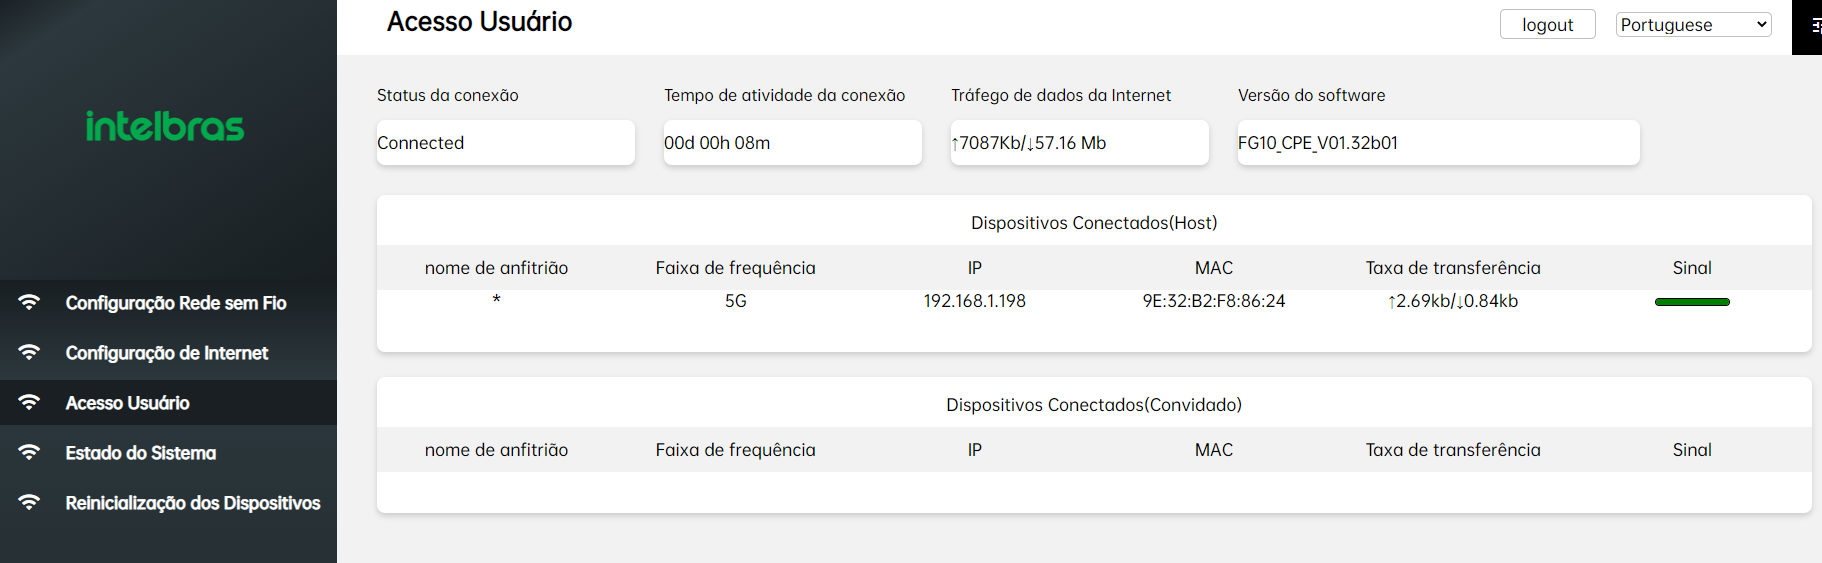 Acesso Usuário
logout
Portuguese
intelbras
Configuração Rede sem Fio
Configuração de Internet
Acesso Usuário
Estado do Sistema
Reinicialização dos Dispositivos
Status da conexão
Tempo de atividade da conexão
Tráfego de dados da Internet
Versão do software
Connected
00d 00h 08m
↑7087Kb/↓57.16 Mb
FG10_CPE_V01.32b01
Dispositivos Conectados(Host)
nome de anfitrião Faixa de frequência IP MAC Taxa de transferência Sinal
* 5G 192.168.1.198 9E:32:B2:F8:86:24 ↑2.69kb/↓0.84kb
Dispositivos Conectados(Convidado)
nome de anfitrião Faixa de frequência IP MAC Taxa de transferência Sinal